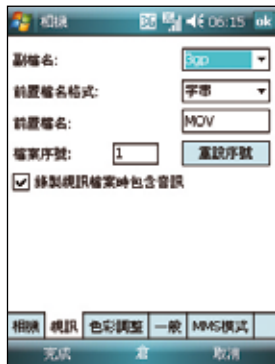 相機 06:15 ok
副檔名: 3gp
前置檔名格式: 字串
前置檔名: MOV
檔案序號: 1 重設序號
錄製視訊檔案時包含音訊
相機 視訊 色彩調整 一般 MMS模式
完成 倉 取消